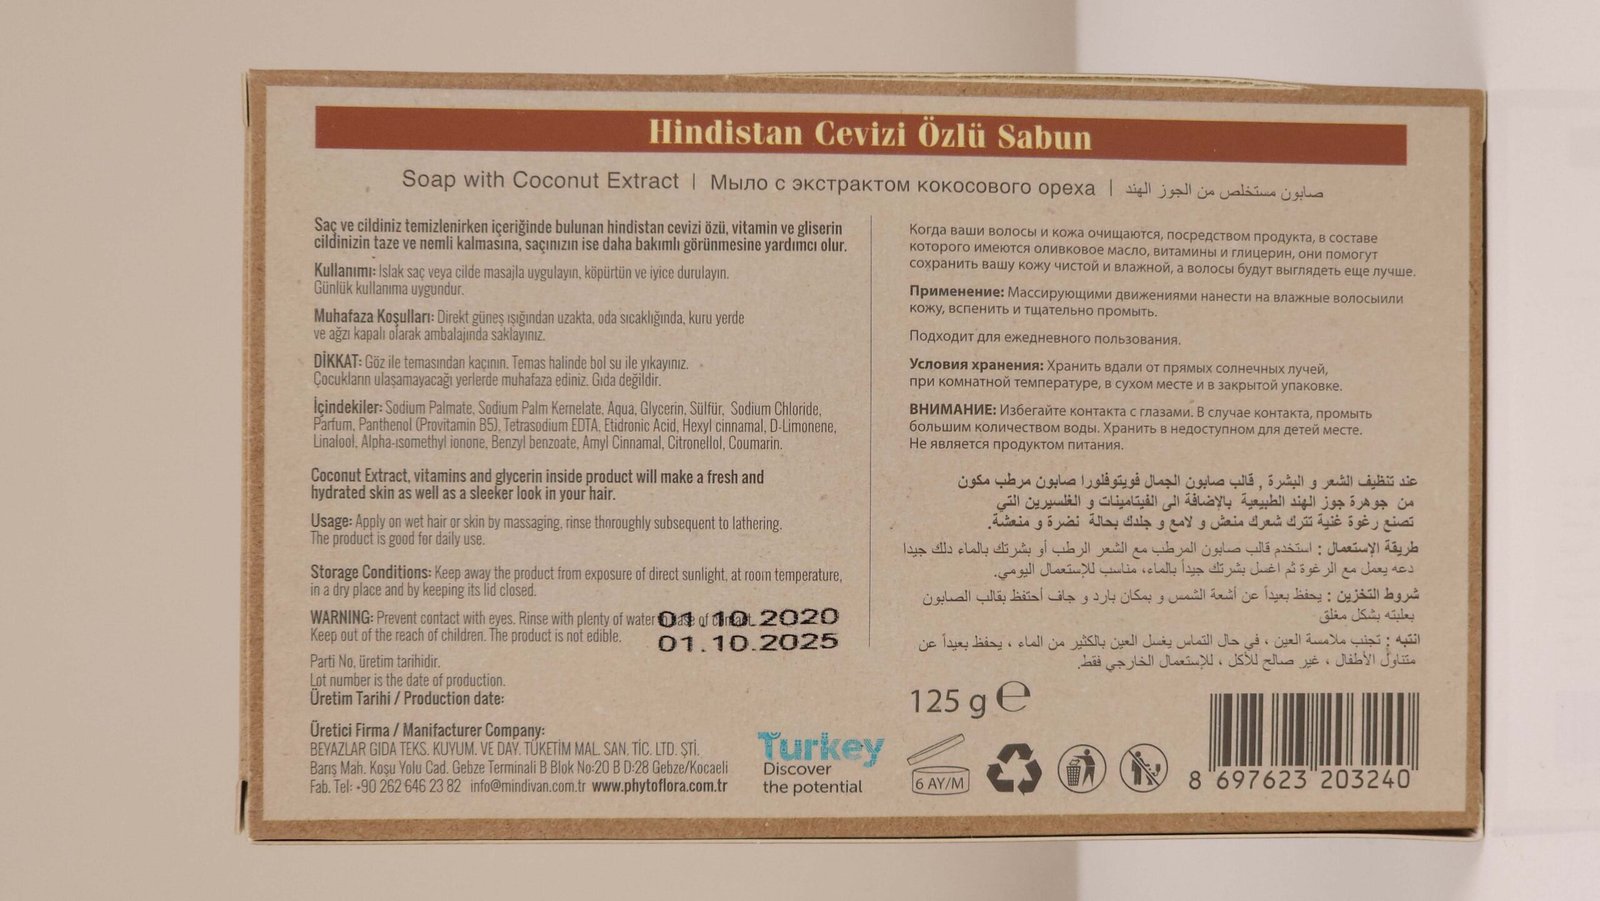 Hindistan Cevizi Özlü Sabun
Soap with Coconut Extract | Мыло с экстрактом кокосового ореха | صابون مستخلص من الجوز الهند
Saç ve cildiniz temizlenirken içeriğinde bulunan hindistan cevizi özü, vitamin ve gliserin
cildinizin taze ve nemli kalmasına, saçınızın ise daha bakımlı görünmesine yardımcı olur.
Kullanımı: Islak saç veya cilde masajla uygulayın, köpürtün ve iyice durulayın.
Günlük kullanıma uygundur.
Muhafaza Koşulları: Direkt güneş ışığından uzakta, oda sıcaklığında, kuru yerde
ve ağzı kapalı olarak ambalajında saklayınız.
DİKKAT: Göz ile temasından kaçının. Temas halinde bol su ile yıkayınız.
Çocukların ulaşamayacağı yerlerde muhafaza ediniz. Gıda değildir.
İçindekiler: Sodium Palmate, Sodium Palm Kernelate, Aqua, Glycerin, Sülfür, Sodium Chloride,
Parfum, Panthenol (Provitamin B5), Tetrasodium EDTA, Etidronic Acid, Hexyl cinnamal, D-Limonene,
Linalool, Alpha-ısomethyl ionone, Benzyl benzoate, Amyl Cinnamal, Citronellol, Coumarin.
Coconut Extract, vitamins and glycerin inside product will make a fresh and
hydrated skin as well as a sleeker look in your hair.
Usage: Apply on wet hair or skin by massaging, rinse thoroughly subsequent to lathering.
The product is good for daily use.
Storage Conditions: Keep away the product from exposure of direct sunlight, at room temperature,
in a dry place and by keeping its lid closed.
WARNING: Prevent contact with eyes. Rinse with plenty of water of
Keep out of the reach of children. The product is not edible.
01.10.2020
01.10.2025
Parti No, üretim tarihidir.
Lot number is the date of production.
Üretim Tarihi / Production date:
Üretici Firma / Manifacturer Company:
BEYAZLAR GIDA TEKS. KUYUM. VE DAY. TÜKETİM MAL. SAN. TİC. LTD. ŞTİ.
Barış Mah. Koşu Yolu Cad. Gebze Terminali B Blok No:20 B D:28 Gebze/Kocaeli
Fab. Tel: +90 262 646 23 82 info@mindivan.com.tr www.phytoflora.com.tr
Turkey
Discover
the potential
Когда ваши волосы и кожа очищаются, посредством продукта, в составе
которого имеются оливковое масло, витамины и глицерин, они помогут
сохранить вашу кожу чистой и влажной, а волосы будут выглядеть еще лучше.
Применение: Массирующими движениями нанести на влажные волосыили
кожу, вспенить и тщательно промыть.
Подходит для ежедневного пользования.
Условия хранения: Хранить вдали от прямых солнечных лучей,
при комнатной температуре, в сухом месте и в закрытой упаковке.
ВНИМАНИЕ: Избегайте контакта с глазами. В случае контакта, промыть
большим количеством воды. Хранить в недоступном для детей месте.
Не является продуктом питания.
عند تنظيف الشعر و البشرة , قالب صابون الجمال فويتوفلورا صابون مرطب مكون
من جوهرة جوز الهند الطبيعية بالإضافة الى الفيتامينات و الغلسيرين التي
تصنع رغوة غنية تترك شعرك منعش و لامع و جلدك بحالة نضرة و منعشة.
طريقة الإستعمال : استخدم قالب صابون المرطب مع الشعر الرطب أو بشرتك بالماء دلك جيدا
دعه يعمل مع الرغوة ثم اغسل بشرتك جيداً بالماء، مناسب للإستعمال اليومي.
شروط التخزين : يحفظ بعيداً عن أشعة الشمس و بمكان بارد و جاف أحتفظ بقالب الصابون
بعلبته بشكل مغلق
انتبه : تجنب ملامسة العين ، في حال التماس يغسل العين بالكثير من الماء ، يحفظ بعيداً عن
متناول الأطفال ، غير صالح للأكل ، للإستعمال الخارجي فقط.
125 g ℮
6 AY/M
8 697623 203240